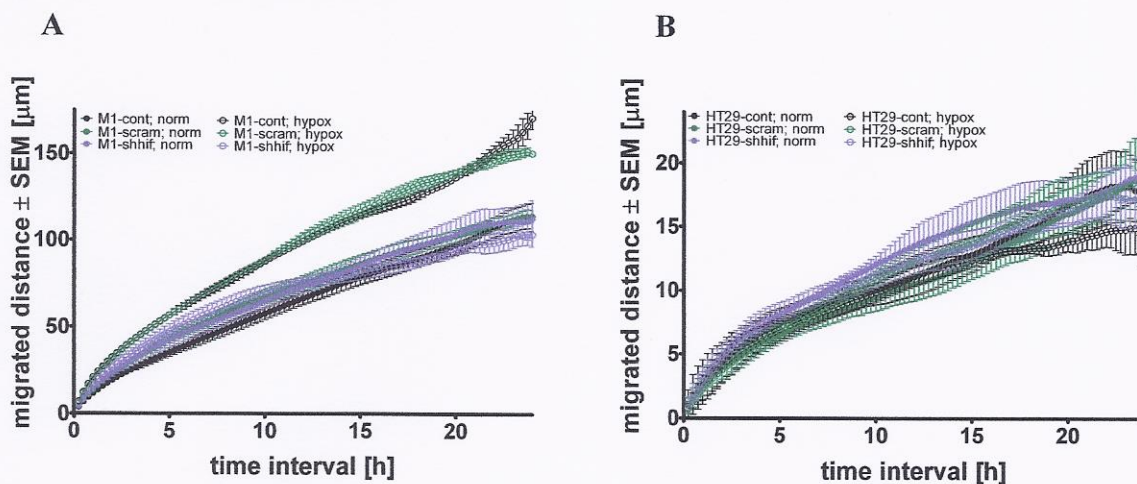 A
migrated distance ± SEM [µm]
M1-cont; norm
M1-scram; norm
M1-shhif; norm
M1-cont; hypox
M1-scram; hypox
M1-shhif; hypox
150
100
50
0
0 5 10 15 20
time interval [h]
B
migrated distance ± SEM [µm]
HT29-cont; norm
HT29-scram; norm
HT29-shhif; norm
HT29-cont; hypox
HT29-scram; hypox
HT29-shhif; hypox
20
15
10
5
0
0 5 10 15 20
time interval [h]